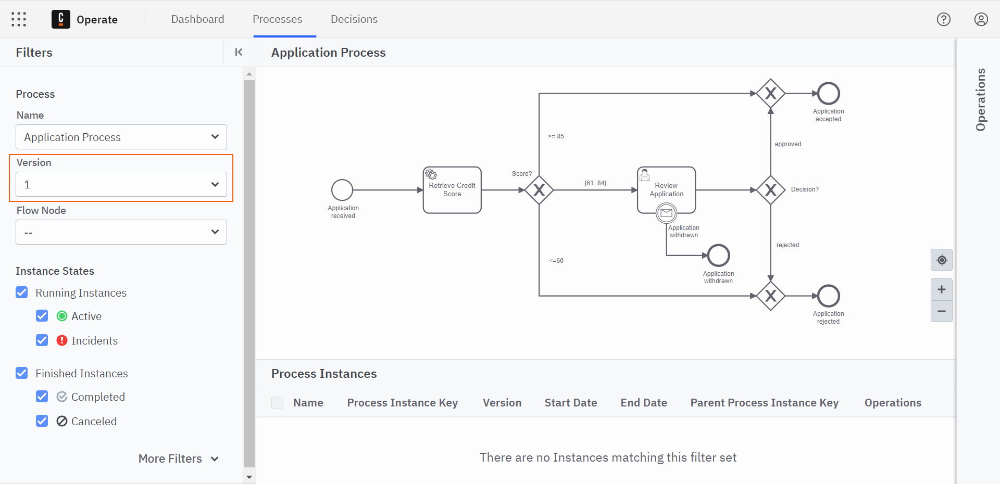 Operate
Dashboard
Processes
Decisions
Filters
Process
Name
Application Process
Version
1
Flow Node
--
Instance States
Running Instances
Active
Incidents
Finished Instances
Completed
Canceled
More Filters
Application Process
Application
received
Retrieve Credit
Score
Score?
>= 85
[61..84]
<=60
Review
Application
Application
withdrawn
Application
withdrawn
Decision?
approved
rejected
Application
accepted
Application
rejected
+
−
Operations
Process Instances
Name
Process Instance Key
Version
Start Date
End Date
Parent Process Instance Key
Operations
There are no Instances matching this filter set